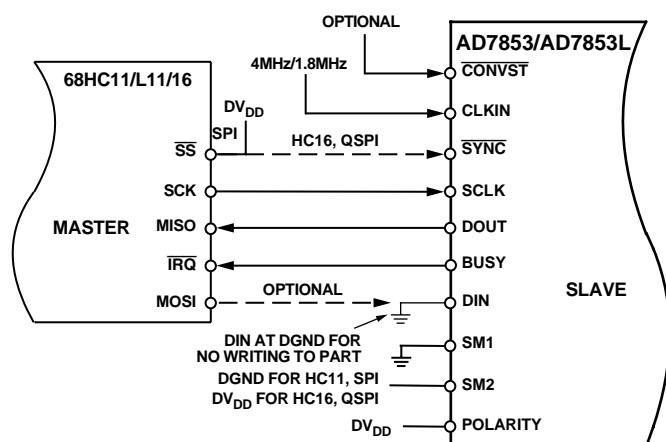 OPTIONAL
AD7853/AD7853L
4MHz/1.8MHz
CONVST
68HC11/L11/16
CLKIN
DVDD
SPI
HC16, QSPI
SS
SYNC
SCK
SCLK
MISO
DOUT
MASTER
IRQ
BUSY
MOSI
OPTIONAL
DIN
SLAVE
DIN AT DGND FOR
NO WRITING TO PART
SM1
DGND FOR HC11, SPI
DVDD FOR HC16, QSPI
SM2
DVDD
POLARITY